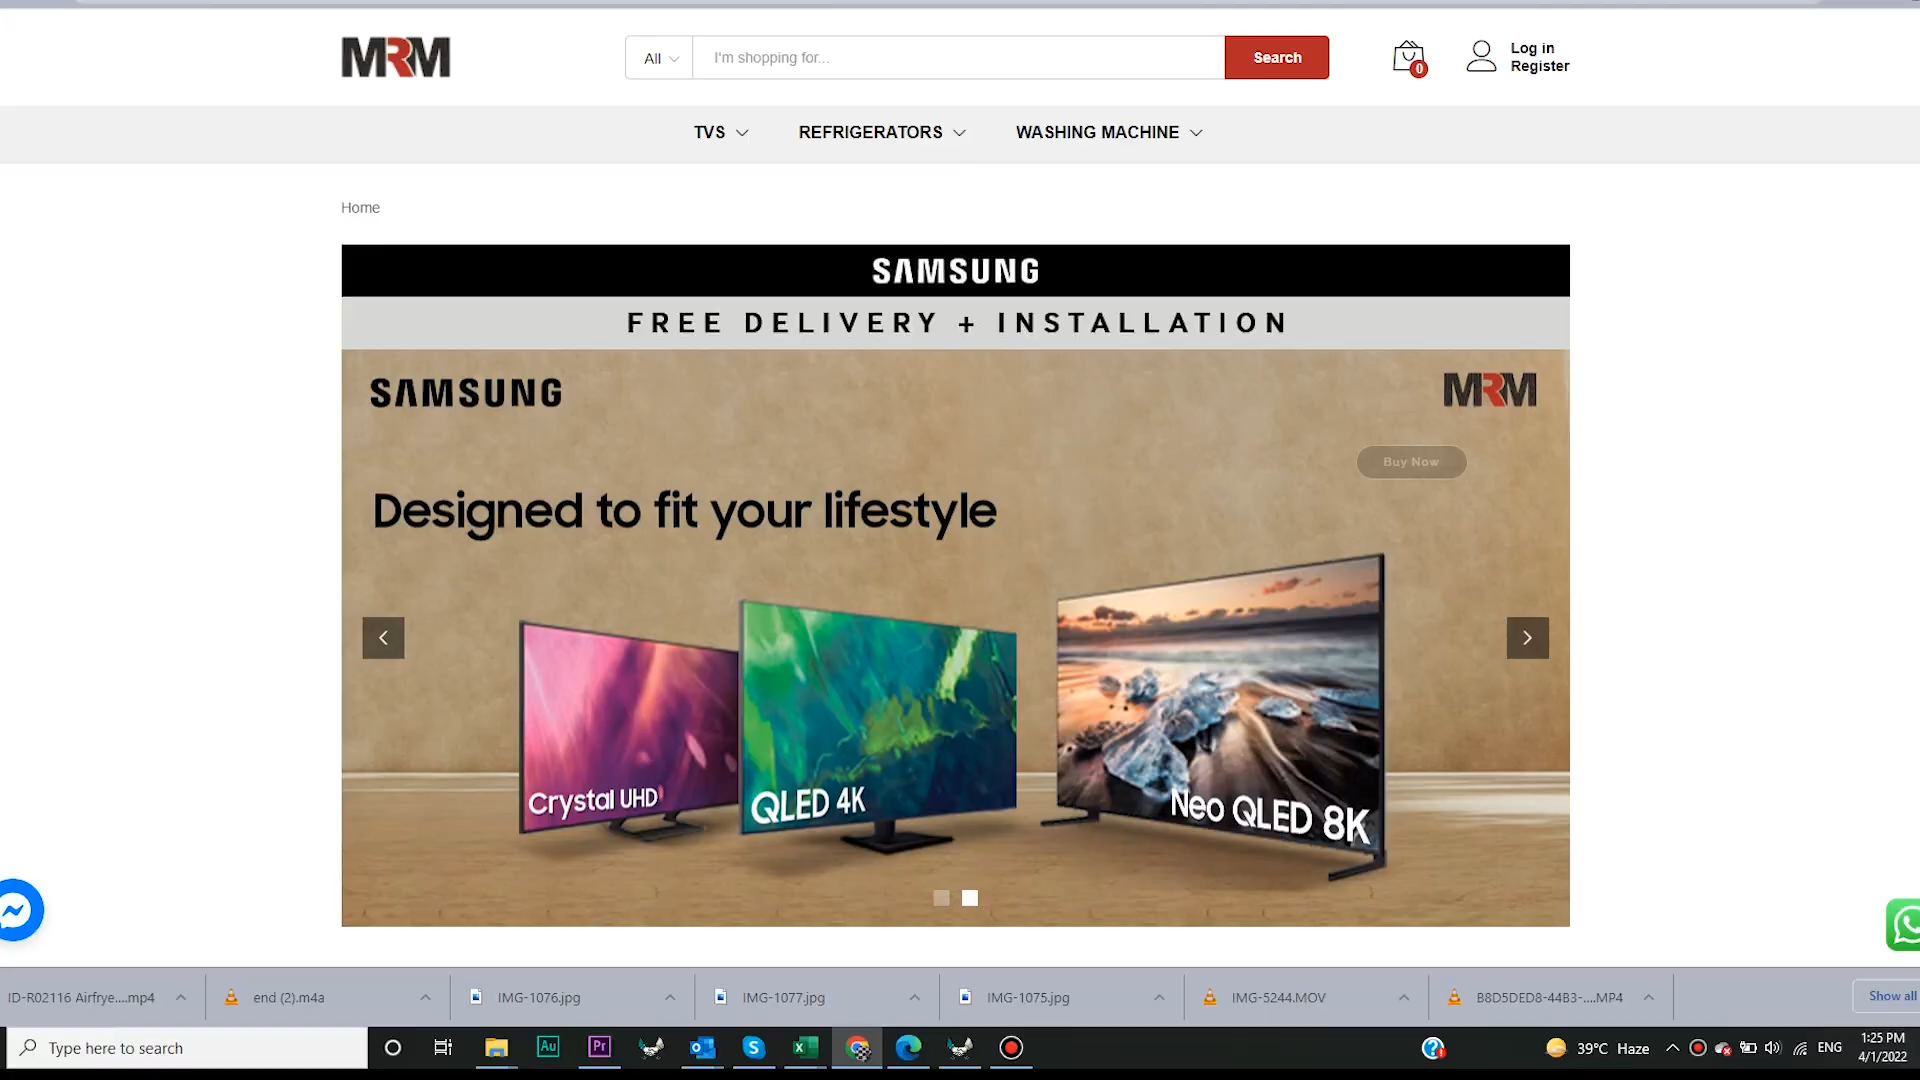 MRM
All
I'm shopping for...
Search
0
Log in
Register
TVS
REFRIGERATORS
WASHING MACHINE
Home
SAMSUNG
FREE DELIVERY + INSTALLATION
SAMSUNG
MRM
Buy Now
Designed to fit your lifestyle
Crystal UHD
QLED 4K
Neo QLED 8K
ID-R02116 Airfrye....mp4
end (2).m4a
IMG-1076.jpg
IMG-1077.jpg
IMG-1075.jpg
IMG-5244.MOV
B8D5DED8-44B3-....MP4
Show all
Type here to search
Au
Pr
39°C Haze
ENG
1:25 PM
4/1/2022